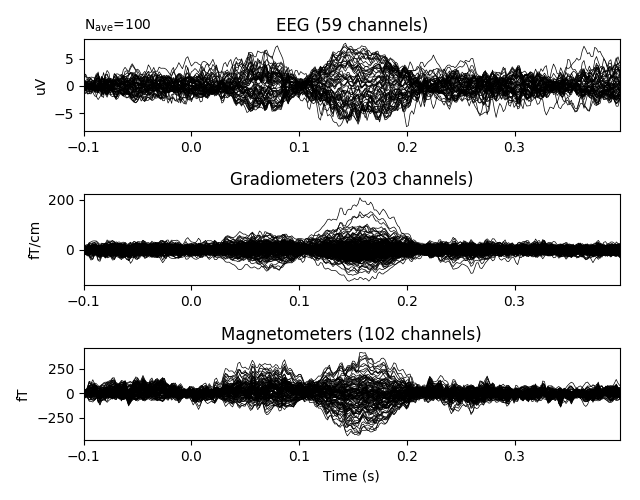 N_ave=100
EEG (59 channels)
5
0
−5
uV
−0.1 0.0 0.1 0.2 0.3
Gradiometers (203 channels)
200
0
fT/cm
−0.1 0.0 0.1 0.2 0.3
Magnetometers (102 channels)
250
0
−250
fT
−0.1 0.0 0.1 0.2 0.3
Time (s)